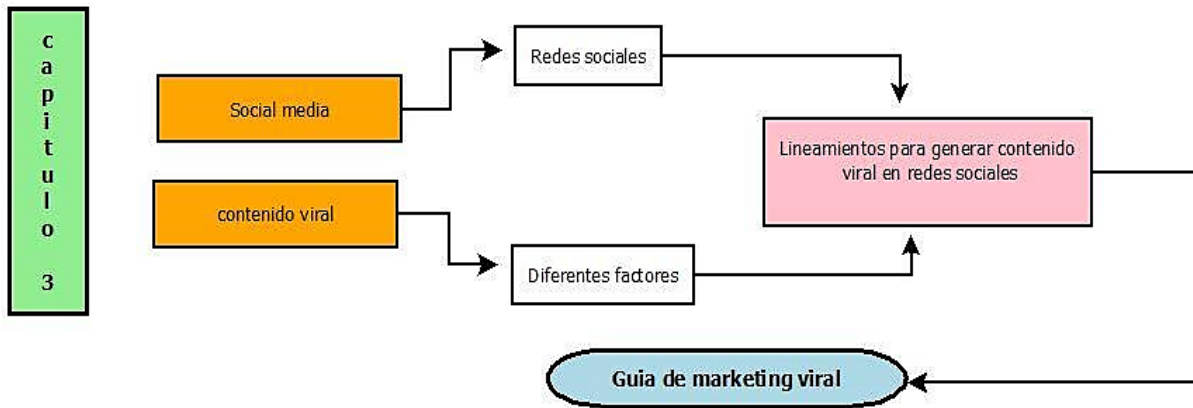 capitulo 3
Redes sociales
Social media
Lineamientos para generar contenido
viral en redes sociales
contenido viral
Diferentes factores
Guia de marketing viral